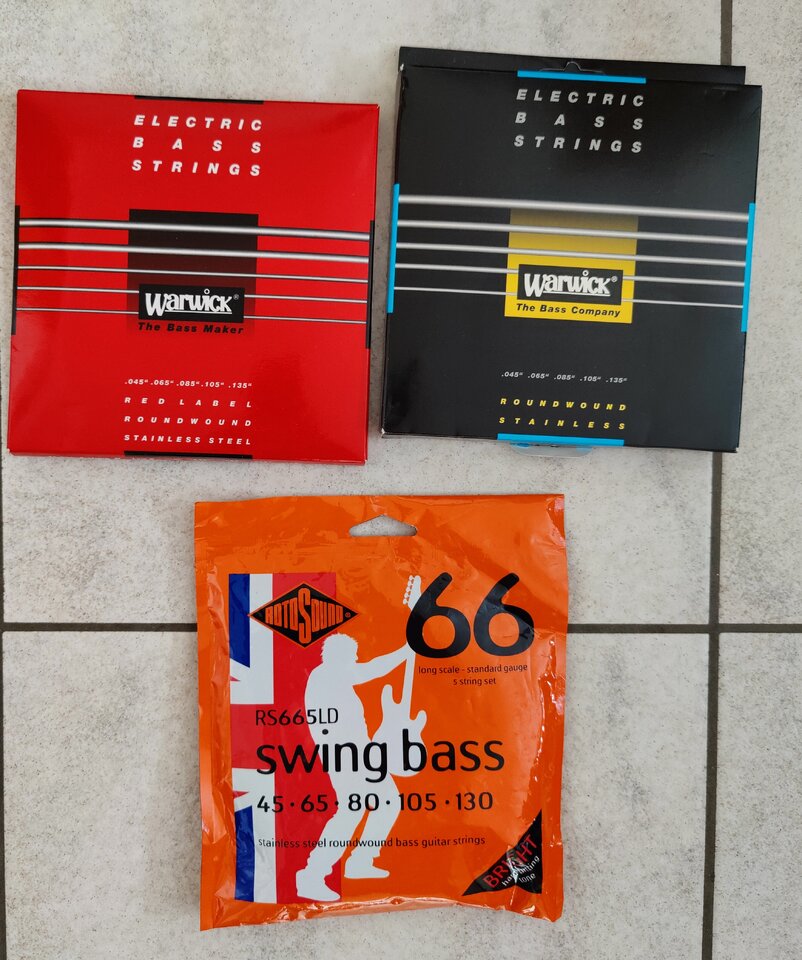 ELECTRIC
BASS
STRINGS
Warwick®
The Bass Maker
.045" .065" .085" .105" .135"
RED LABEL
ROUNDWOUND
STAINLESS STEEL
ELECTRIC
BASS
STRINGS
Warwick®
The Bass Company
.045" .065" .085" .105" .135"
ROUNDWOUND
STAINLESS
ROTOSOUND®
66
long scale - standard gauge
5 string set
RS665LD
swing bass
45 · 65 · 80 · 105 · 130
stainless steel roundwound bass guitar strings
BRIGHT
tone